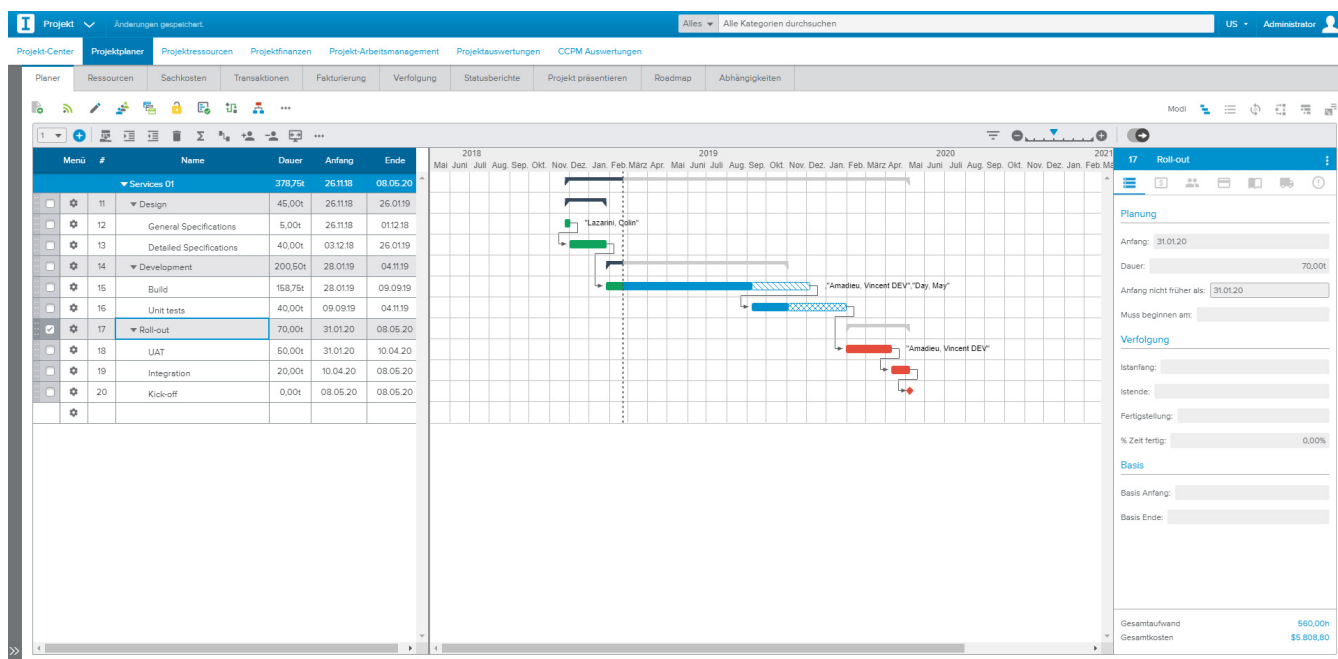 Projekt Änderungen gespeichert. Alles Alle Kategorien durchsuchen US Administrator
Projekt-Center Projektplaner Projektressourcen Projektfinanzen Projekt-Arbeitsmanagement Projektauswertungen CCPM Auswertungen
Planer Ressourcen Sachkosten Transaktionen Fakturierung Verfolgung Statusberichte Projekt präsentieren Roadmap Abhängigkeiten
Modi
1
2018 2019 2020 2021
Mai Juni Juli Aug. Sep. Okt. Nov. Dez. Jan. Feb. März Apr. Mai Juni Juli Aug. Sep. Okt. Nov. Dez. Jan. Feb. März Apr. Mai Juni Juli Aug. Sep. Okt. Nov. Dez. Jan. Feb. Mä
Menü # Name Dauer Anfang Ende
Services 01 378,75t 26.11.18 08.05.20
11 Design 45,00t 26.11.18 26.01.19
12 General Specifications 5,00t 26.11.18 01.12.18 "Lazarini, Colin"
13 Detailed Specifications 40,00t 03.12.18 26.01.19
14 Development 200,50t 28.01.19 04.11.19
15 Build 158,75t 28.01.19 09.09.19 "Amadieu, Vincent DEV","Day, May"
16 Unit tests 40,00t 09.09.19 04.11.19
17 Roll-out 70,00t 31.01.20 08.05.20
18 UAT 50,00t 31.01.20 10.04.20 "Amadieu, Vincent DEV"
19 Integration 20,00t 10.04.20 08.05.20
20 Kick-off 0,00t 08.05.20 08.05.20
17 Roll-out
Planung
Anfang: 31.01.20
Dauer: 70,00t
Anfang nicht früher als: 31.01.20
Muss beginnen am:
Verfolgung
Istanfang:
Istende:
Fertigstellung:
% Zeit fertig: 0,00%
Basis
Basis Anfang:
Basis Ende:
Gesamtaufwand 560,00h
Gesamtkosten $5.808,80